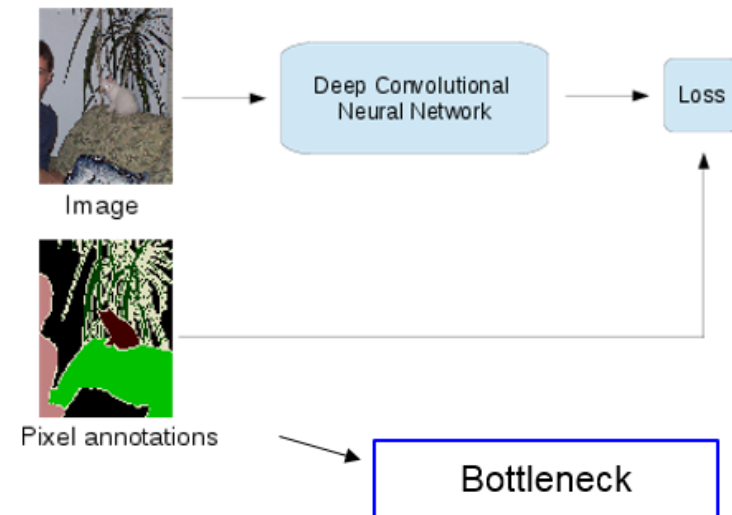 Deep Convolutional
Neural Network
Loss
Image
Pixel annotations
Bottleneck